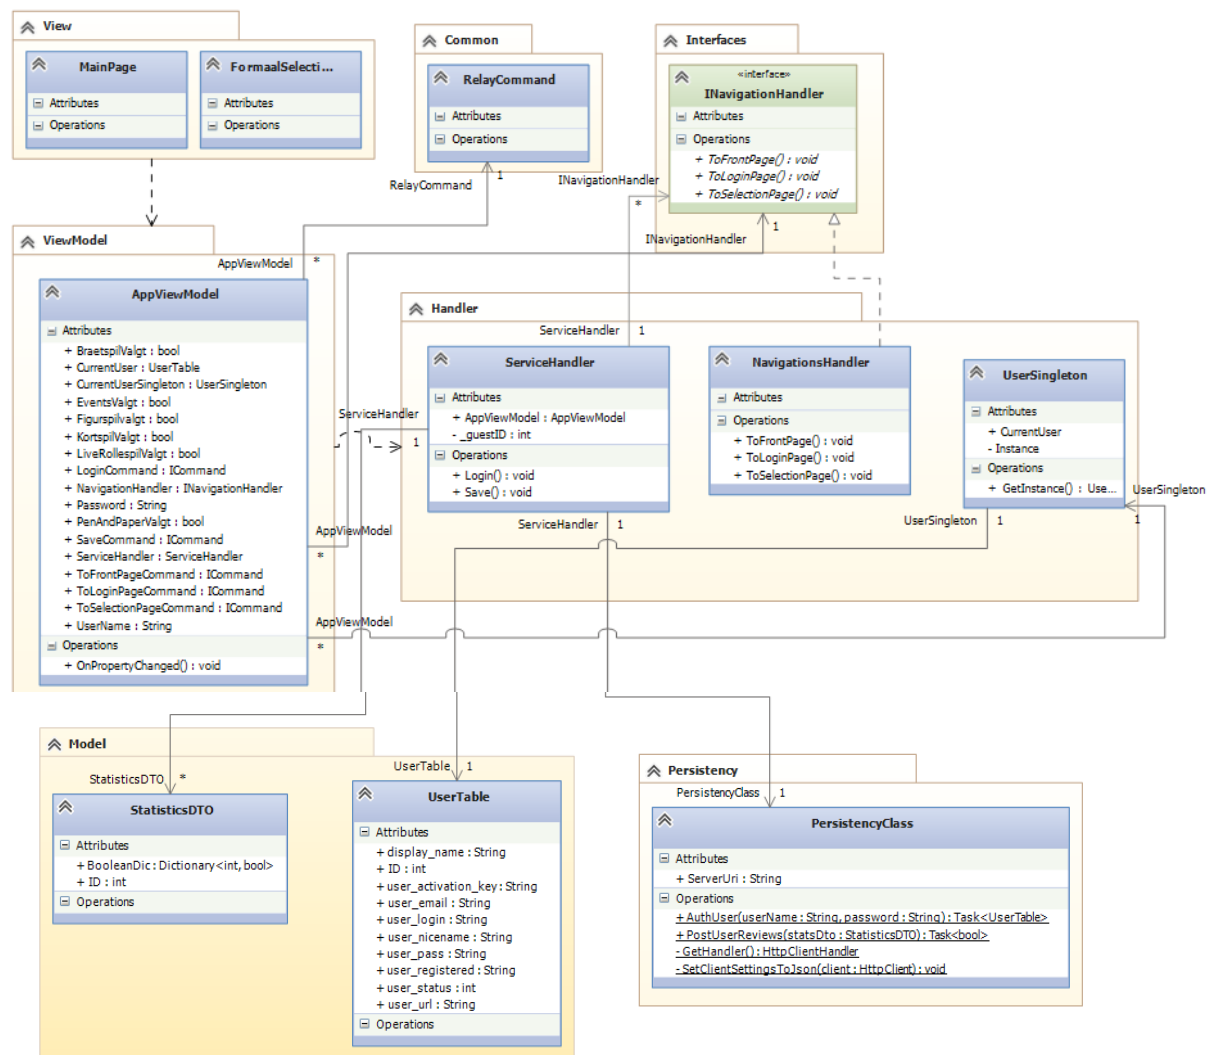 View
MainPage
Attributes
Operations
FormaalSelecti...
Attributes
Operations
Common
RelayCommand
Attributes
Operations
RelayCommand
1
Interfaces
«interface»
INavigationHandler
Attributes
Operations
+ ToFrontPage() : void
+ ToLoginPage() : void
+ ToSelectionPage() : void
INavigationHandler
*
INavigationHandler
1
ViewModel
AppViewModel
*
AppViewModel
Attributes
+ BraetspilValgt : bool
+ CurrentUser : UserTable
+ CurrentUserSingleton : UserSingleton
+ EventsValgt : bool
+ Figurspilvalgt : bool
+ KortspilValgt : bool
+ LiveRollespilValgt : bool
+ LoginCommand : ICommand
+ NavigationHandler : INavigationHandler
+ Password : String
+ PenAndPaperValgt : bool
+ SaveCommand : ICommand
+ ServiceHandler : ServiceHandler
+ ToFrontPageCommand : ICommand
+ ToLoginPageCommand : ICommand
+ ToSelectionPageCommand : ICommand
+ UserName : String
Operations
+ OnPropertyChanged() : void
AppViewModel
*
AppViewModel
*
Handler
ServiceHandler
1
ServiceHandler
Attributes
+ AppViewModel : AppViewModel
- _guestID : int
Operations
+ Login() : void
+ Save() : void
ServiceHandler
1
ServiceHandler
1
NavigationsHandler
Attributes
Operations
+ ToFrontPage() : void
+ ToLoginPage() : void
+ ToSelectionPage() : void
UserSingleton
Attributes
+ CurrentUser
- Instance
Operations
+ GetInstance() : Use...
UserSingleton
1
UserSingleton
1
Model
StatisticsDTO
*
StatisticsDTO
Attributes
+ BooleanDic : Dictionary<int, bool>
+ ID : int
Operations
UserTable
1
UserTable
Attributes
+ display_name : String
+ ID : int
+ user_activation_key : String
+ user_email : String
+ user_login : String
+ user_nicename : String
+ user_pass : String
+ user_registered : String
+ user_status : int
+ user_url : String
Operations
Persistency
PersistencyClass
1
PersistencyClass
Attributes
+ ServerUri : String
Operations
+ AuthUser(userName : String, password : String) : Task<UserTable>
+ PostUserReviews(statsDto : StatisticsDTO) : Task<bool>
- GetHandler() : HttpClientHandler
- SetClientSettingsToJson(client : HttpClient) : void